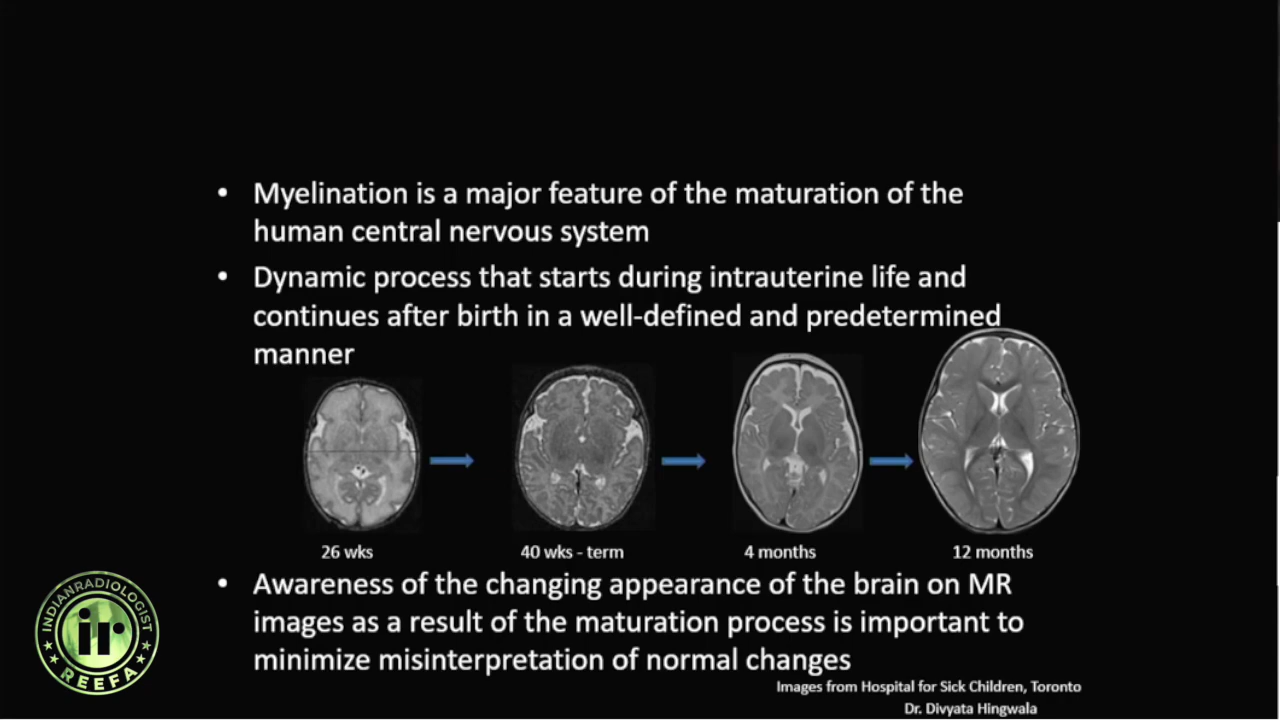 • Myelination is a major feature of the maturation of the
human central nervous system
• Dynamic process that starts during intrauterine life and
continues after birth in a well-defined and predetermined
manner
26 wks
40 wks - term
4 months
12 months
• Awareness of the changing appearance of the brain on MR
images as a result of the maturation process is important to
minimize misinterpretation of normal changes
Images from Hospital for Sick Children, Toronto
Dr. Divyata Hingwala
INDIANRADIOLOGIST
ir
REEFA